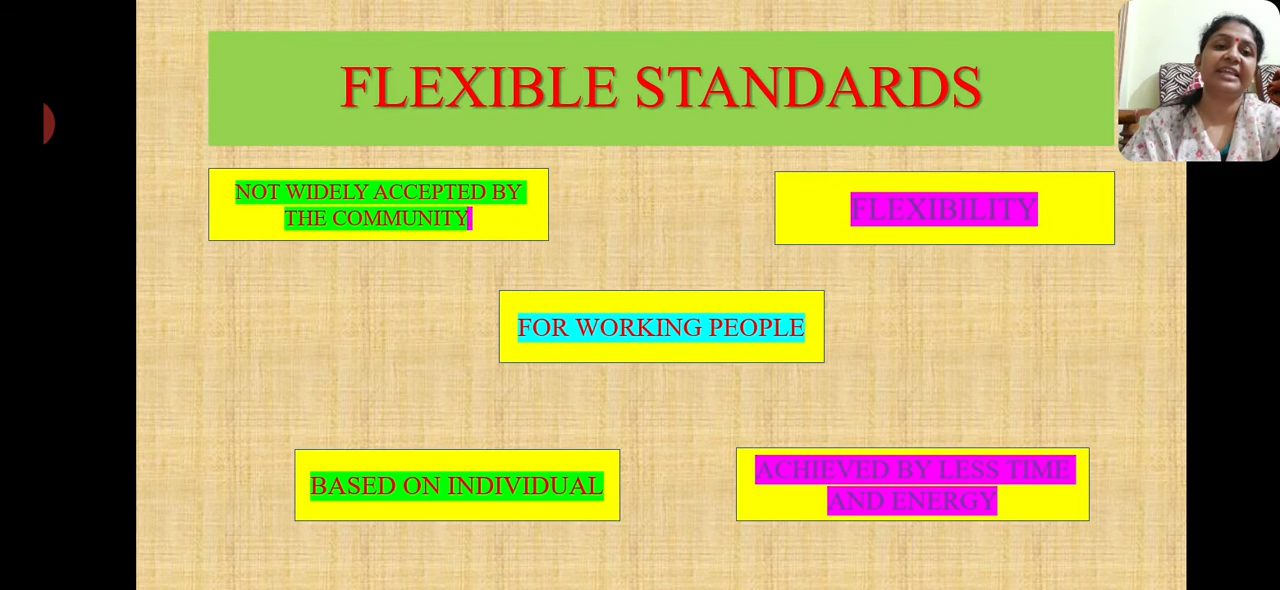 FLEXIBLE STANDARDS
NOT WIDELY ACCEPTED BY
THE COMMUNITY
FLEXIBILITY
FOR WORKING PEOPLE
BASED ON INDIVIDUAL
ACHIEVED BY LESS TIME
AND ENERGY